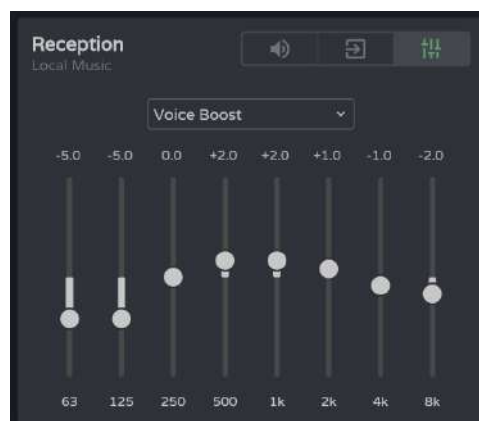 Reception
Local Music
Voice Boost
-5.0 -5.0 0.0 +2.0 +2.0 +1.0 -1.0 -2.0
63 125 250 500 1k 2k 4k 8k